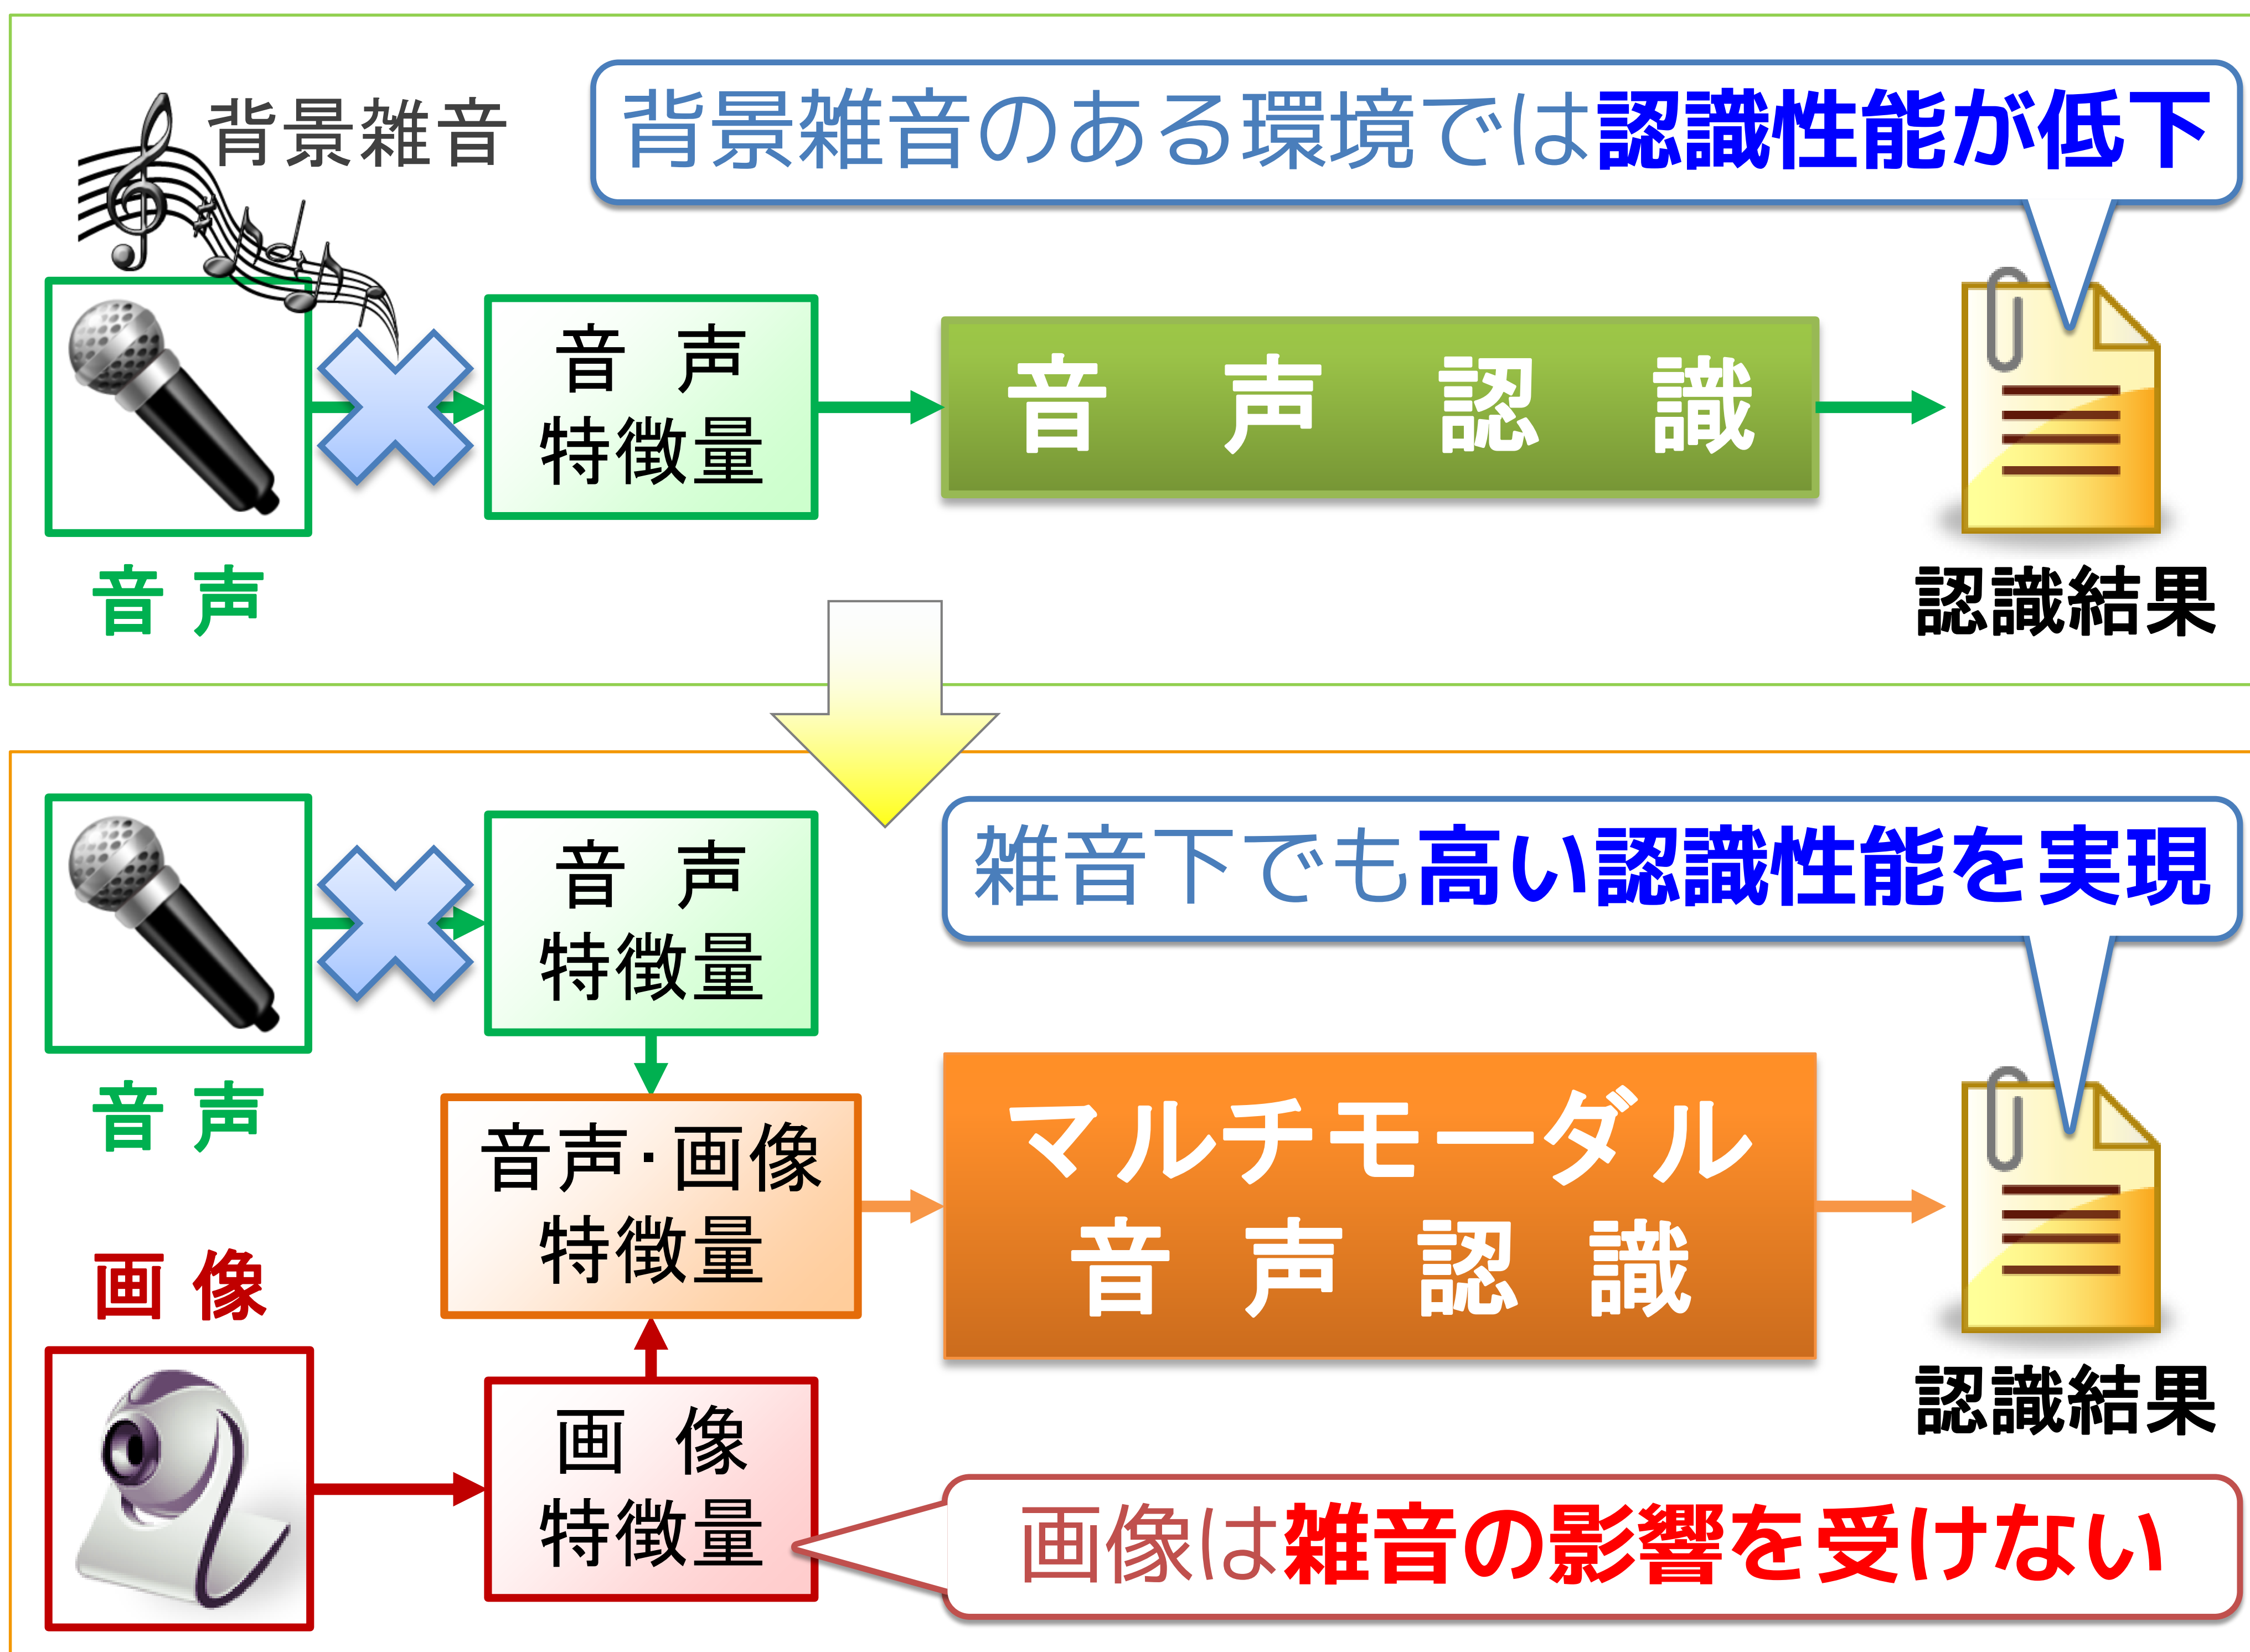 背景雑音
背景雑音のある環境では認識性能が低下
音 声
特徴量
音 声 認 識
音 声
認識結果
音 声
特徴量
雑音下でも高い認識性能を実現
音 声
音声・画像
特徴量
マルチモーダル
音 声 認 識
画 像
画 像
特徴量
認識結果
画像は雑音の影響を受けない